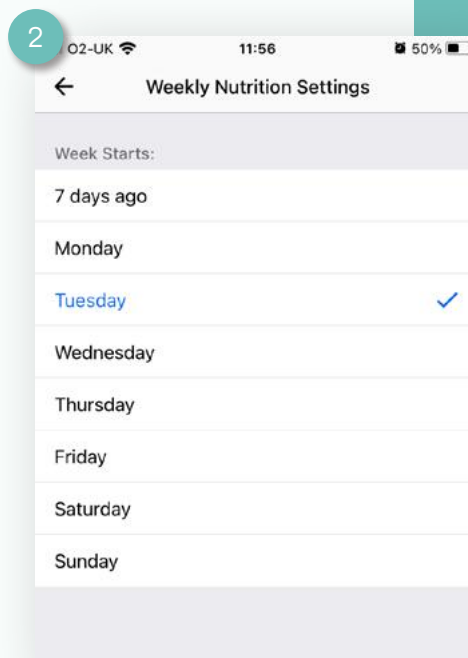 2
O2-UK 11:56 50%
Weekly Nutrition Settings
Week Starts:
7 days ago
Monday
Tuesday
Wednesday
Thursday
Friday
Saturday
Sunday